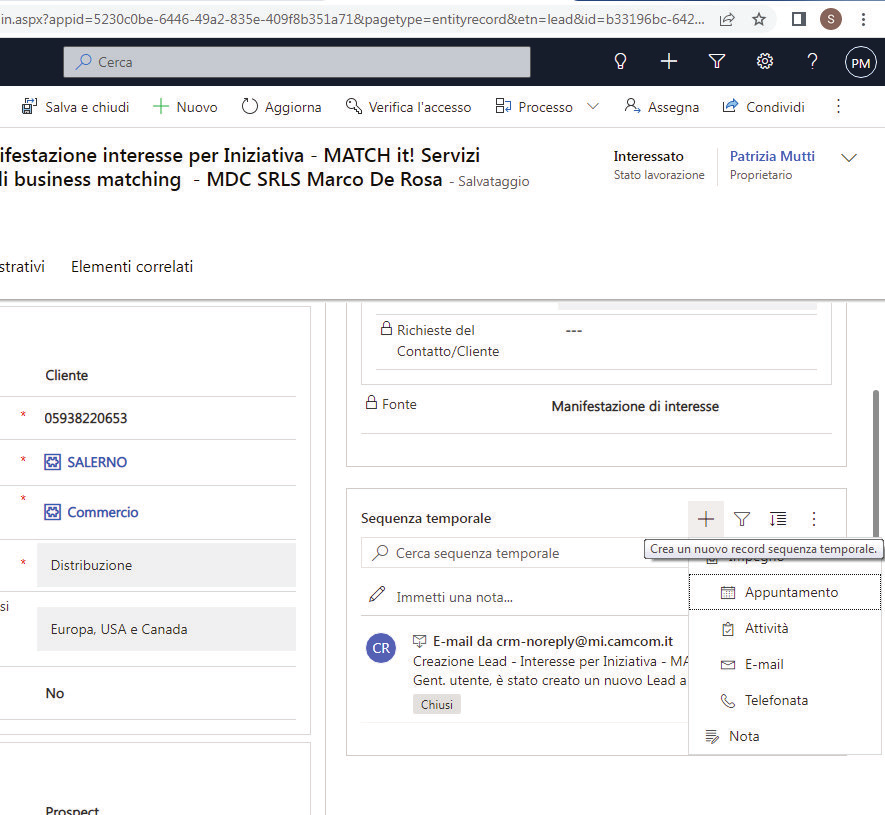 in.aspx?appid=5230c0be-6446-49a2-835e-409f8b351a71&pagetype=entityrecord&etn=lead&id=b33196bc-642...
S
Cerca
PM
Salva e chiudi
Nuovo
Aggiorna
Verifica l'accesso
Processo
Assegna
Condividi
ifestazione interesse per Iniziativa - MATCH it! Servizi
li business matching - MDC SRLS Marco De Rosa - Salvataggio
Interessato
Stato lavorazione
Patrizia Mutti
Proprietario
strativi
Elementi correlati
Richieste del
Contatto/Cliente
---
Fonte
Manifestazione di interesse
Cliente
* 05938220653
* SALERNO
* Commercio
* Distribuzione
si
Europa, USA e Canada
No
Prospect
Sequenza temporale
Crea un nuovo record sequenza temporale.
Cerca sequenza temporale
Immetti una nota...
CR
E-mail da crm-noreply@mi.camcom.it
Creazione Lead - Interesse per Iniziativa - MA
Gent. utente, è stato creato un nuovo Lead a
Chiusi
Impegno
Appuntamento
Attività
E-mail
Telefonata
Nota